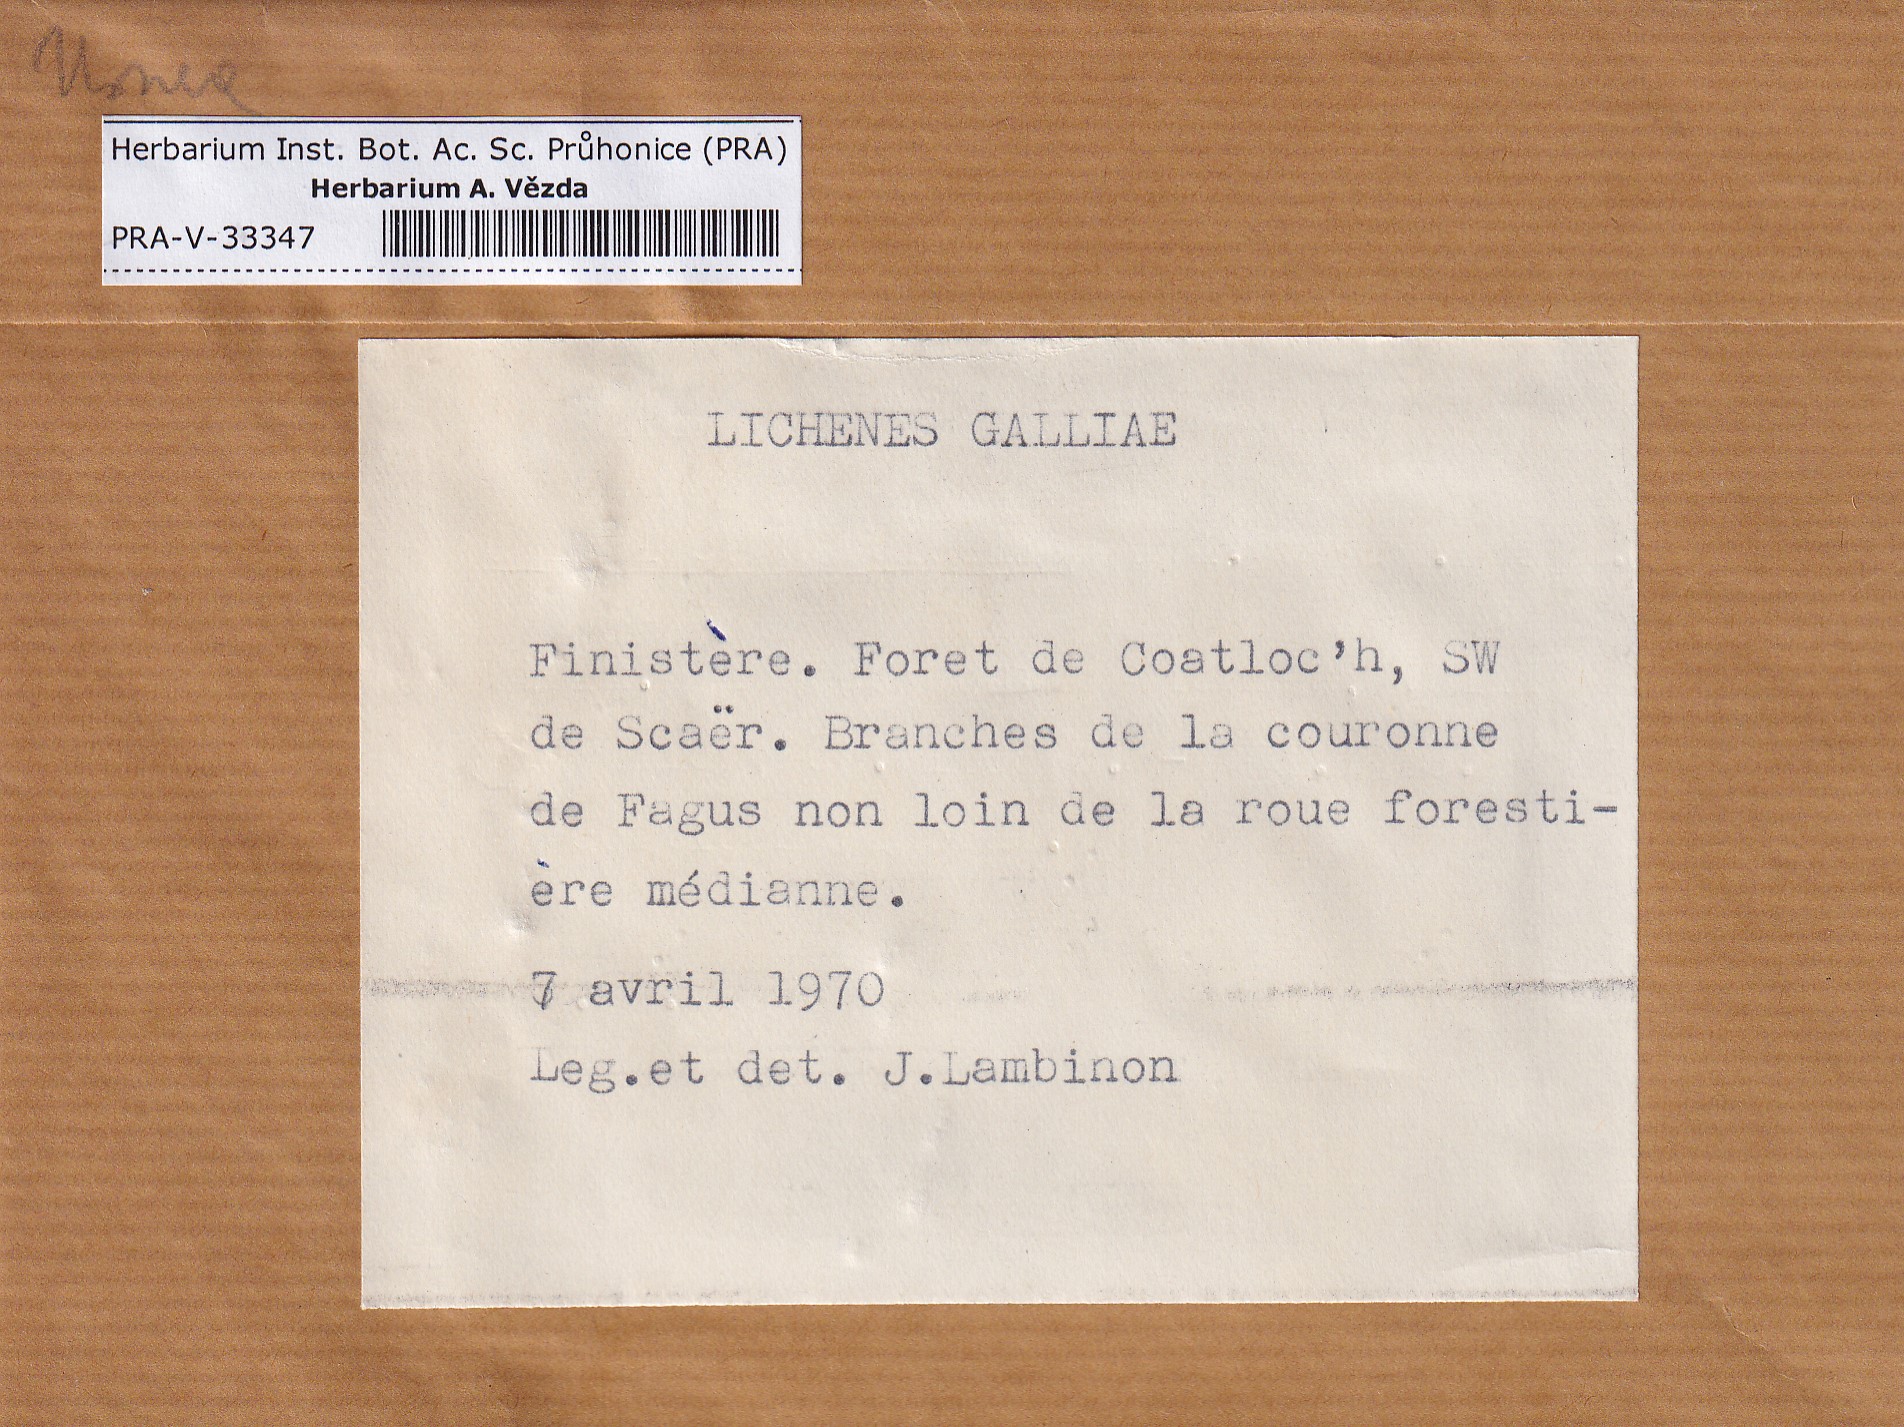 Usnea
Herbarium Inst. Bot. Ac. Sc. Průhonice (PRA)
Herbarium A. Vězda
PRA-V-33347
LICHENES GALLIAE
Finistère. Foret de Coatloc'h, SW
de Scaër. Branches de la couronne
de Fagus non loin de la roue foresti-
ère médianne.
7 avril 1970
Leg.et det. J.Lambinon